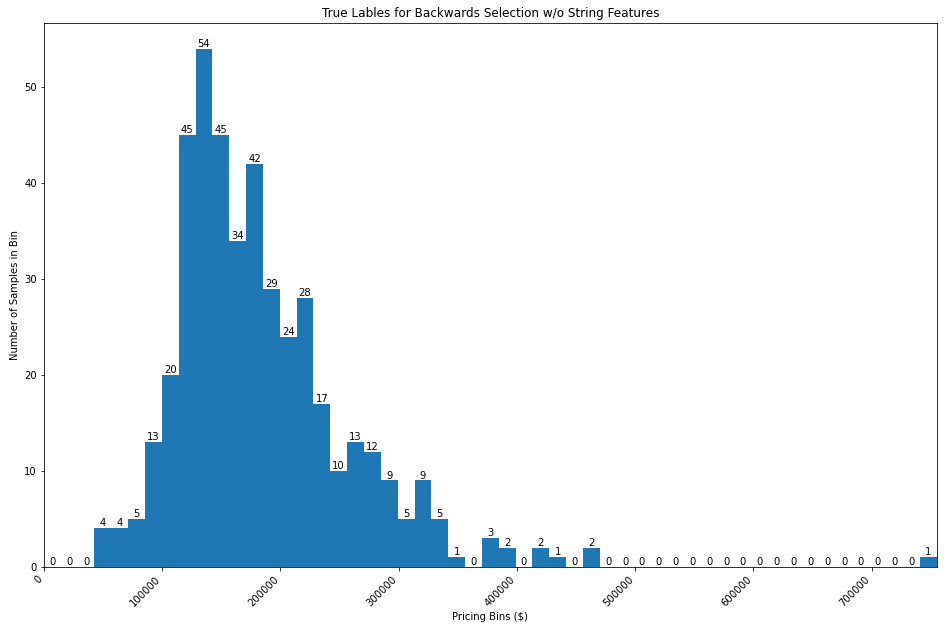 True Lables for Backwards Selection w/o String Features
Number of Samples in Bin
50
40
30
20
10
0
0 0 0 4 4 5 13 20 45 54 45 34 42 29 24 28 17 10 13 12 9 5 9 5 1 0 3 2 0 2 1 0 2 0 0 0 0 0 0 0 0 0 0 0 0 0 0 0 0 0 0 0 1
0 100000 200000 300000 400000 500000 600000 700000
Pricing Bins ($)